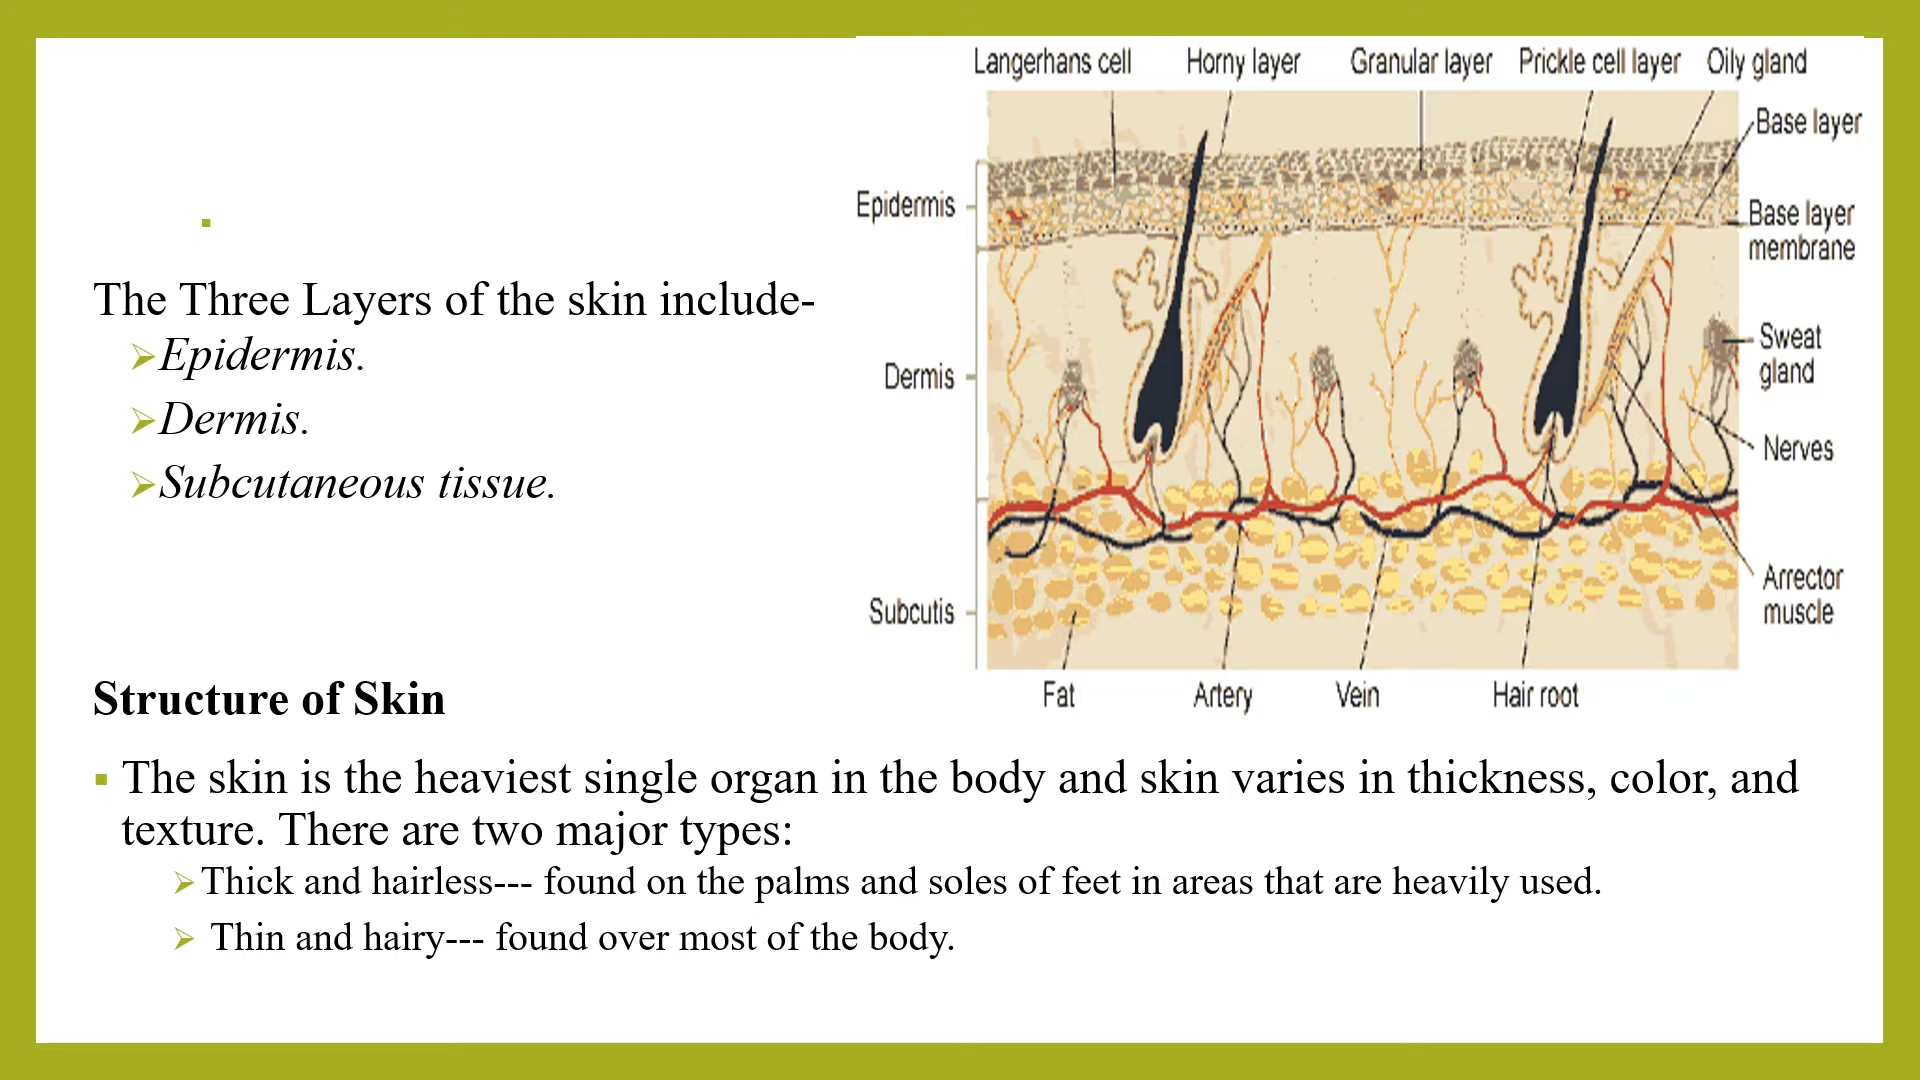 Langerhans cell Horny layer Granular layer Prickle cell layer Oily gland
Base layer
Epidermis
Base layer
membrane
The Three Layers of the skin include-
➢Epidermis.
➢Dermis.
➢Subcutaneous tissue.
Dermis
Sweat
gland
Nerves
Arrector
muscle
Subcutis
Fat Artery Vein Hair root
Structure of Skin
▪ The skin is the heaviest single organ in the body and skin varies in thickness, color, and
texture. There are two major types:
➢Thick and hairless--- found on the palms and soles of feet in areas that are heavily used.
➢ Thin and hairy--- found over most of the body.